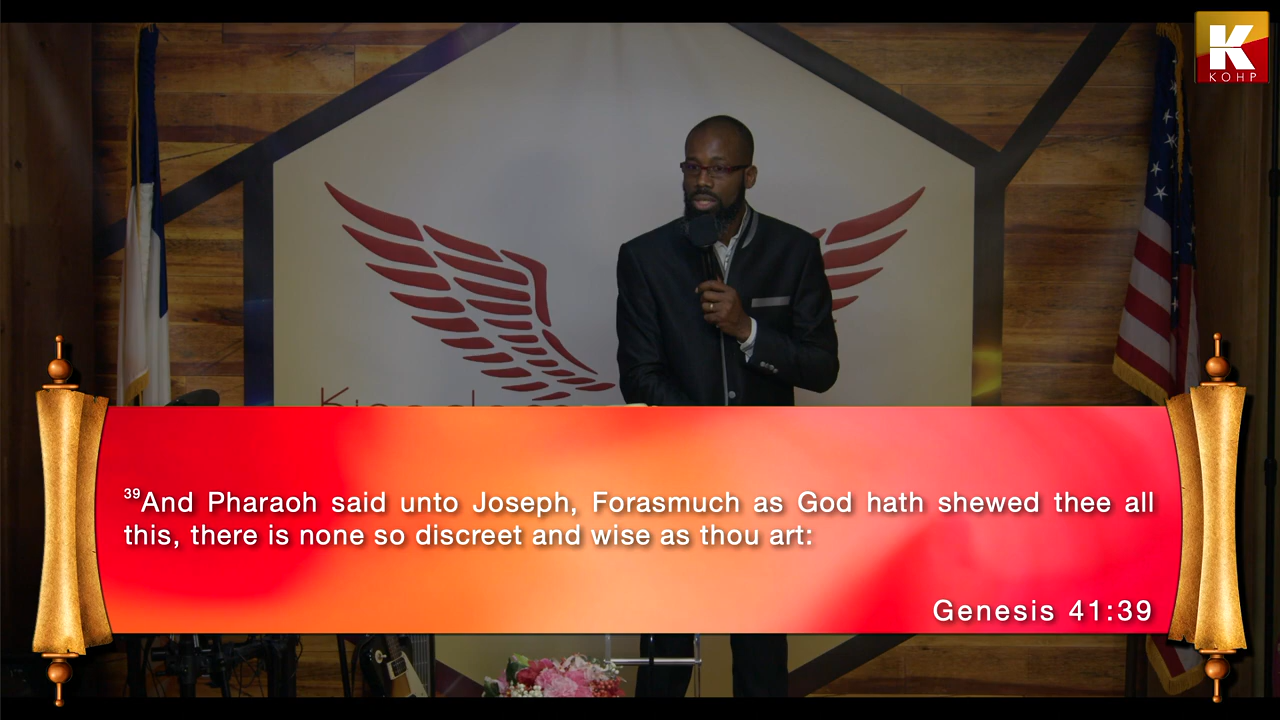 K
KOHP
39And Pharaoh said unto Joseph, Forasmuch as God hath shewed thee all
this, there is none so discreet and wise as thou art:
Genesis 41:39